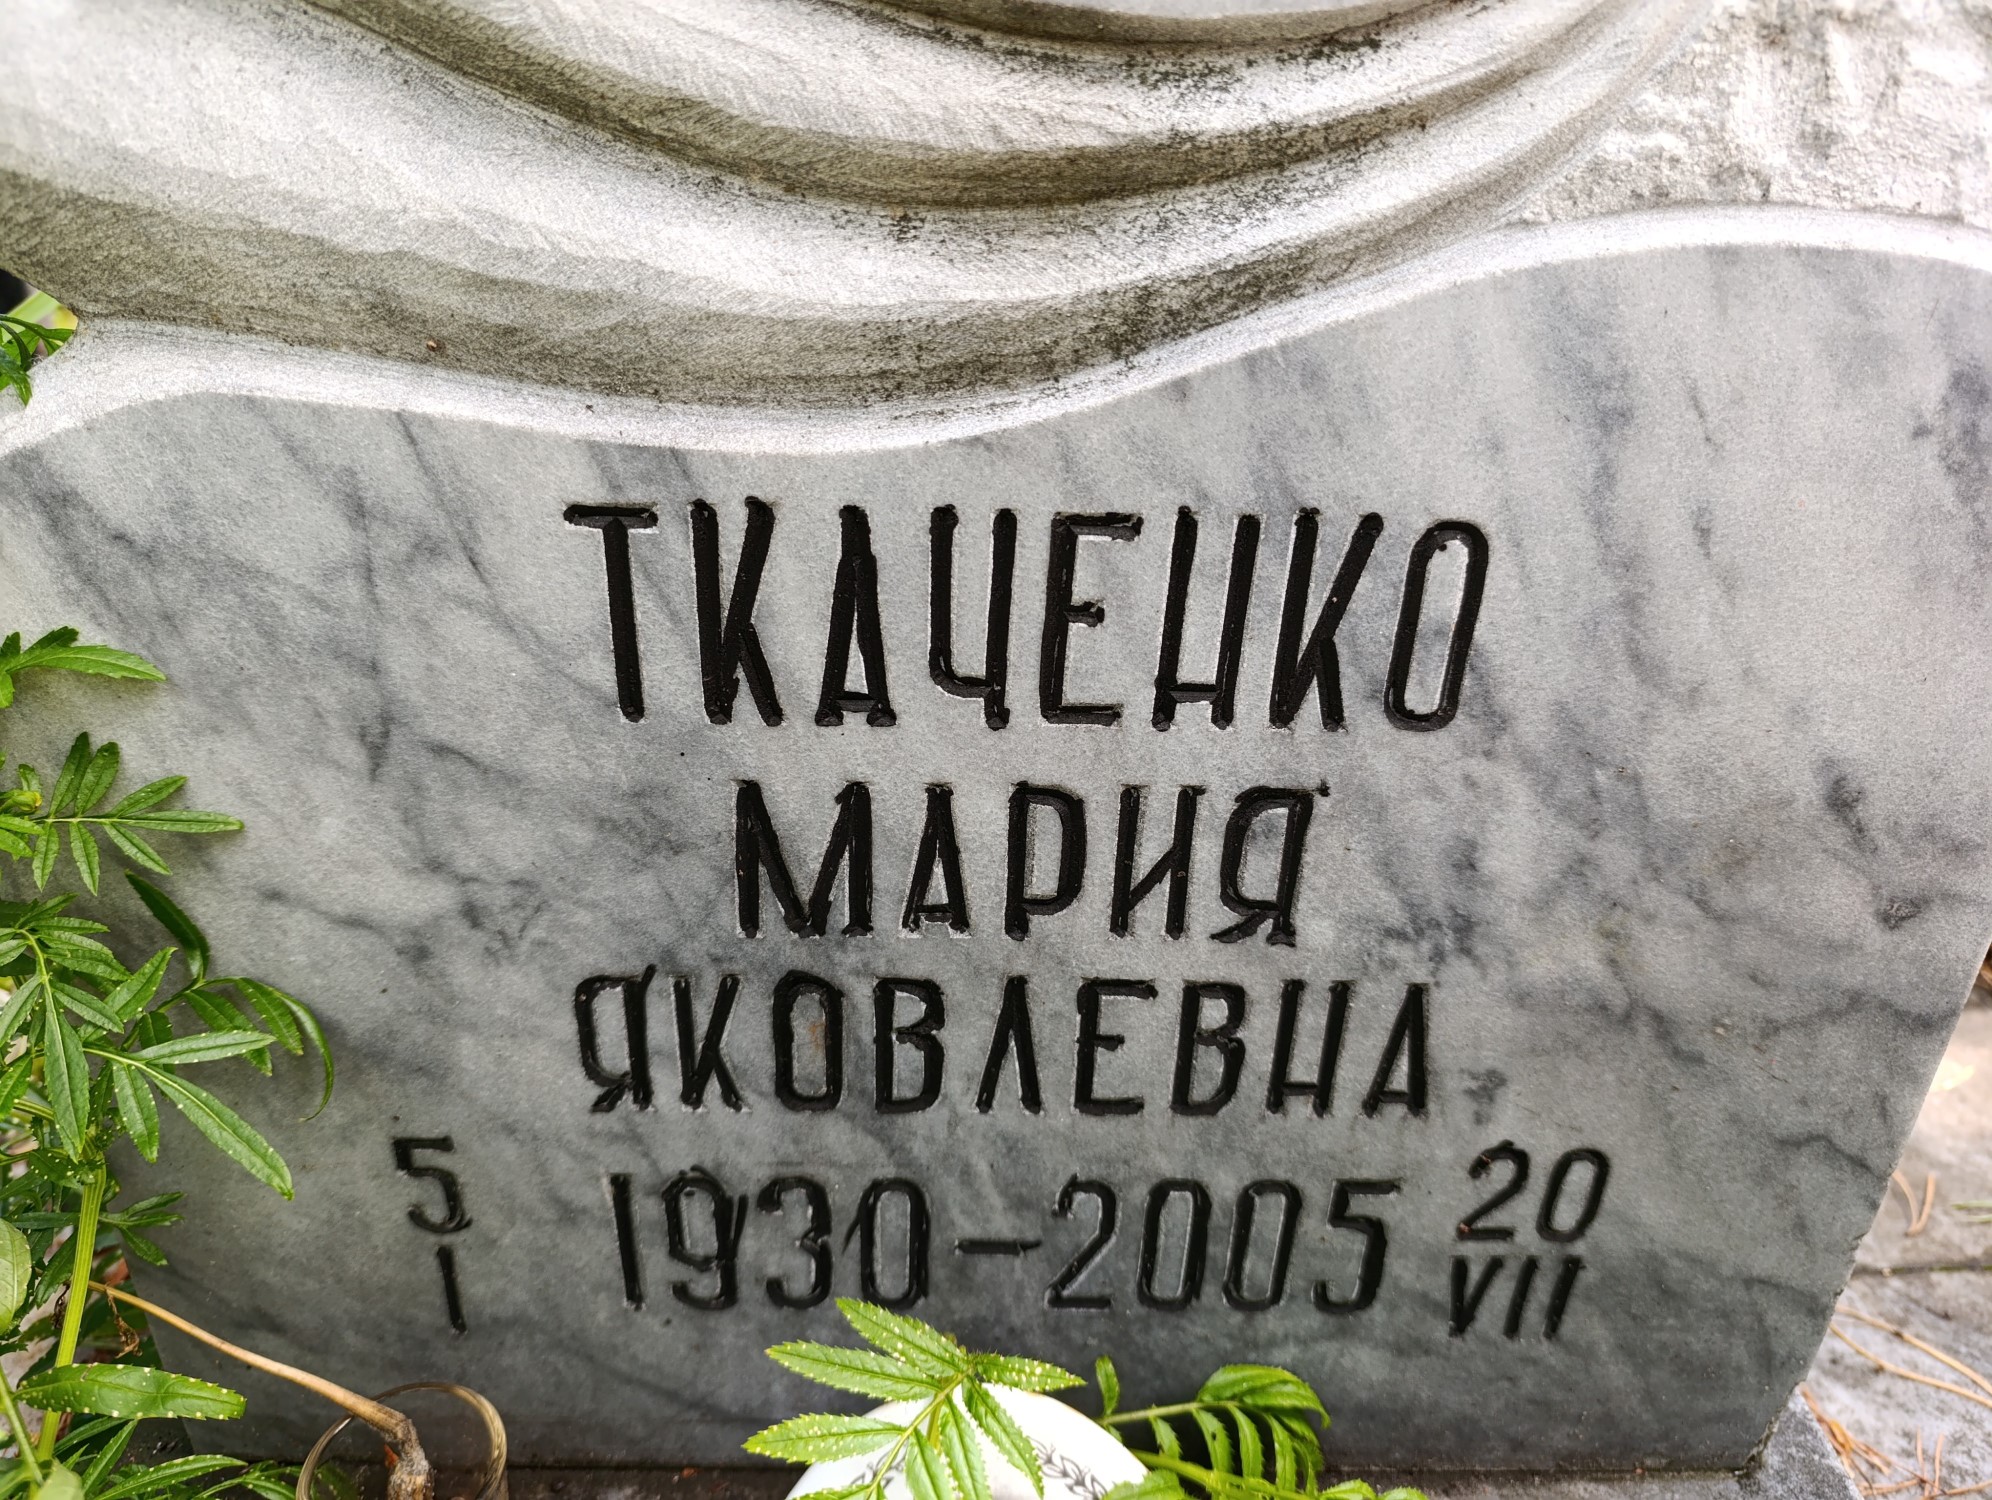 ТКАЧЕНКО
МАРИЯ
ЯКОВЛЕВНА
5/I 1930–2005 20/VII